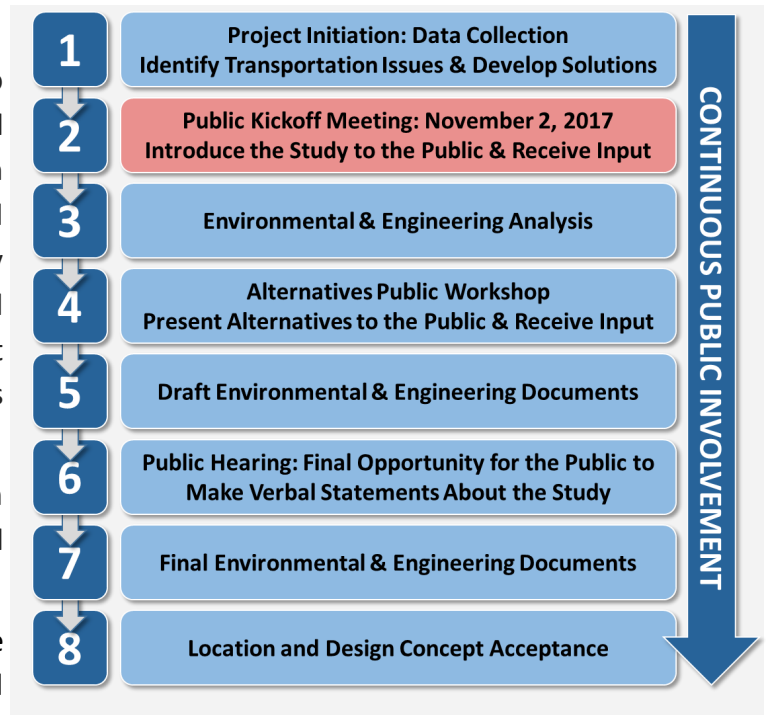 1
Project Initiation: Data Collection
Identify Transportation Issues & Develop Solutions
2
Public Kickoff Meeting: November 2, 2017
Introduce the Study to the Public & Receive Input
3
Environmental & Engineering Analysis
4
Alternatives Public Workshop
Present Alternatives to the Public & Receive Input
5
Draft Environmental & Engineering Documents
6
Public Hearing: Final Opportunity for the Public to
Make Verbal Statements About the Study
7
Final Environmental & Engineering Documents
8
Location and Design Concept Acceptance
CONTINUOUS PUBLIC INVOLVEMENT